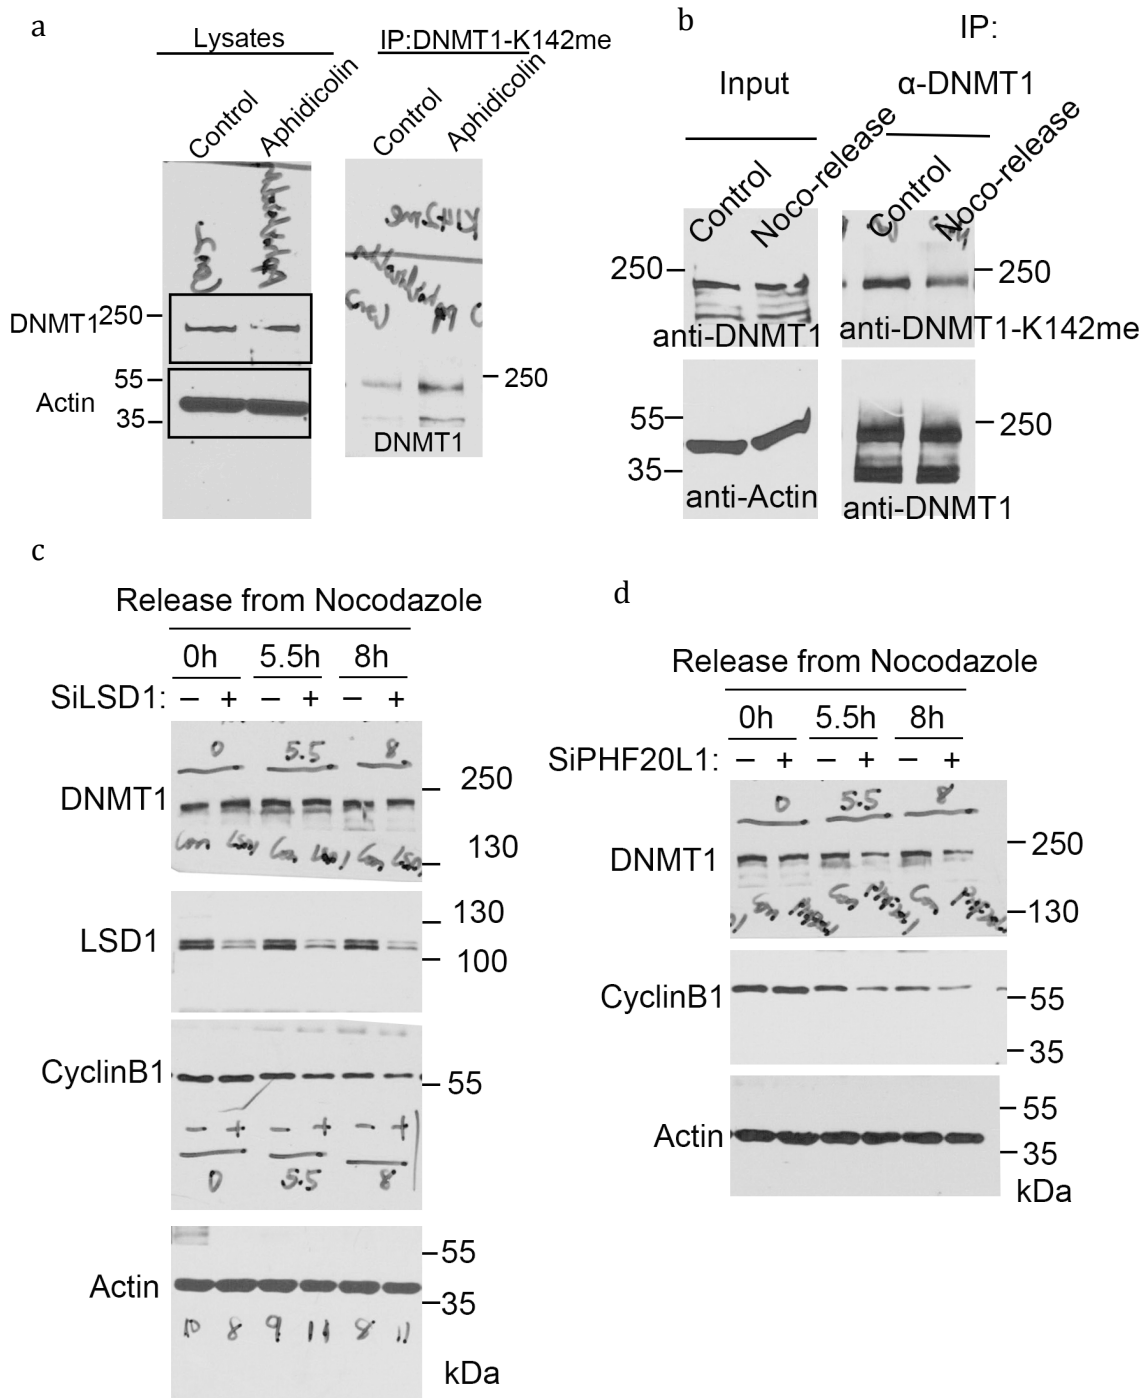 a
Lysates
IP:DNMT1-K142me
Control
Aphidicolin
Control
Aphidicolin
DNMT1
250
55
Actin
35
250
DNMT1
b
IP:
Input
α-DNMT1
Control
Noco-release
Control
Noco-release
250
250
anti-DNMT1
anti-DNMT1-K142me
55
35
250
anti-Actin
anti-DNMT1
c
Release from Nocodazole
0h 5.5h 8h
SiLSD1: − + − + − +
0 5.5 8
DNMT1
250
130
LSD1
130
100
CyclinB1
55
- + - + - +
0 5.5 8
Actin
55
35
10 8 9 11 8 11
kDa
d
Release from Nocodazole
0h 5.5h 8h
SiPHF20L1: − + − + − +
0 5.5 8
DNMT1
250
130
CyclinB1
55
35
Actin
55
35
kDa